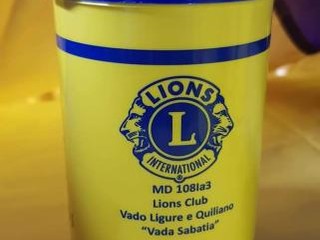 LIONS
L
INTERNATIONAL
®
MD 108Ia3
Lions Club
Vado Ligure e Quiliano
"Vada Sabatia"